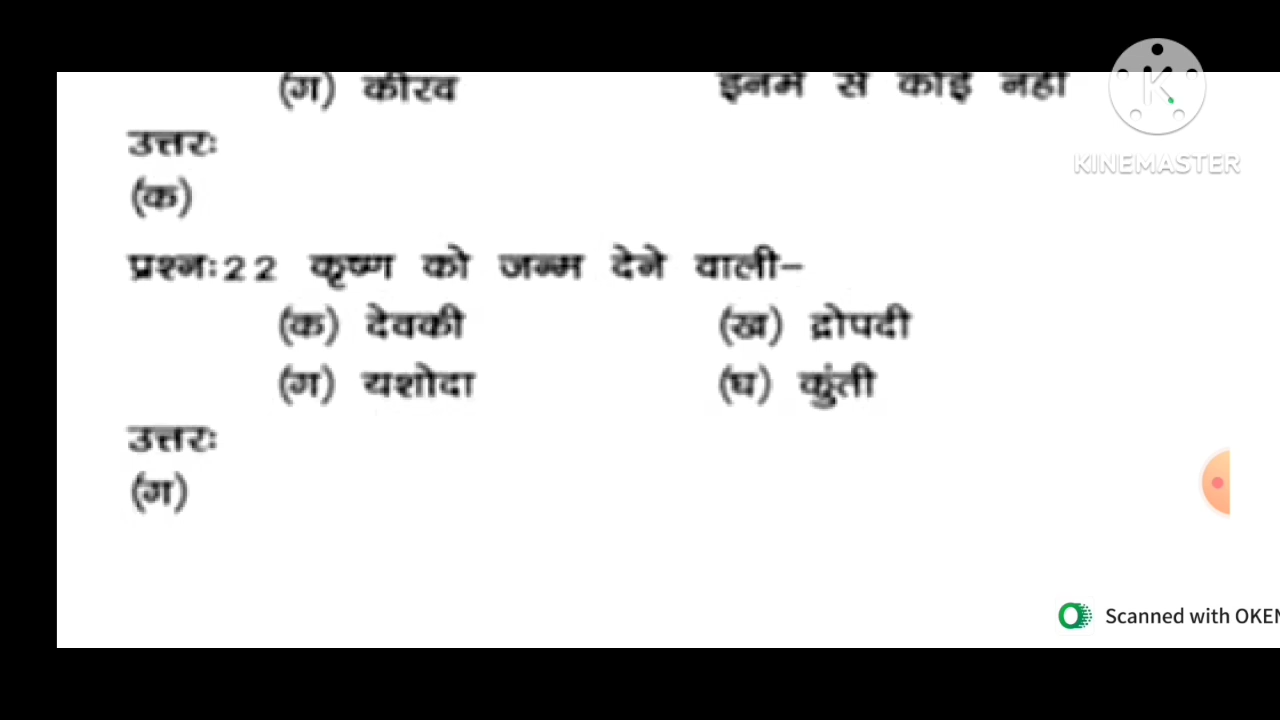 (ग) कीरव इनमें से कोई नहीं
KINEMASTER
उत्तरः
(क)
प्रश्नः22 कृष्ण को जन्म देने वाली-
(क) देवकी (ख) द्रोपदी
(ग) यशोदा (घ) कुंती
उत्तरः
(ग)
Scanned with OKEN